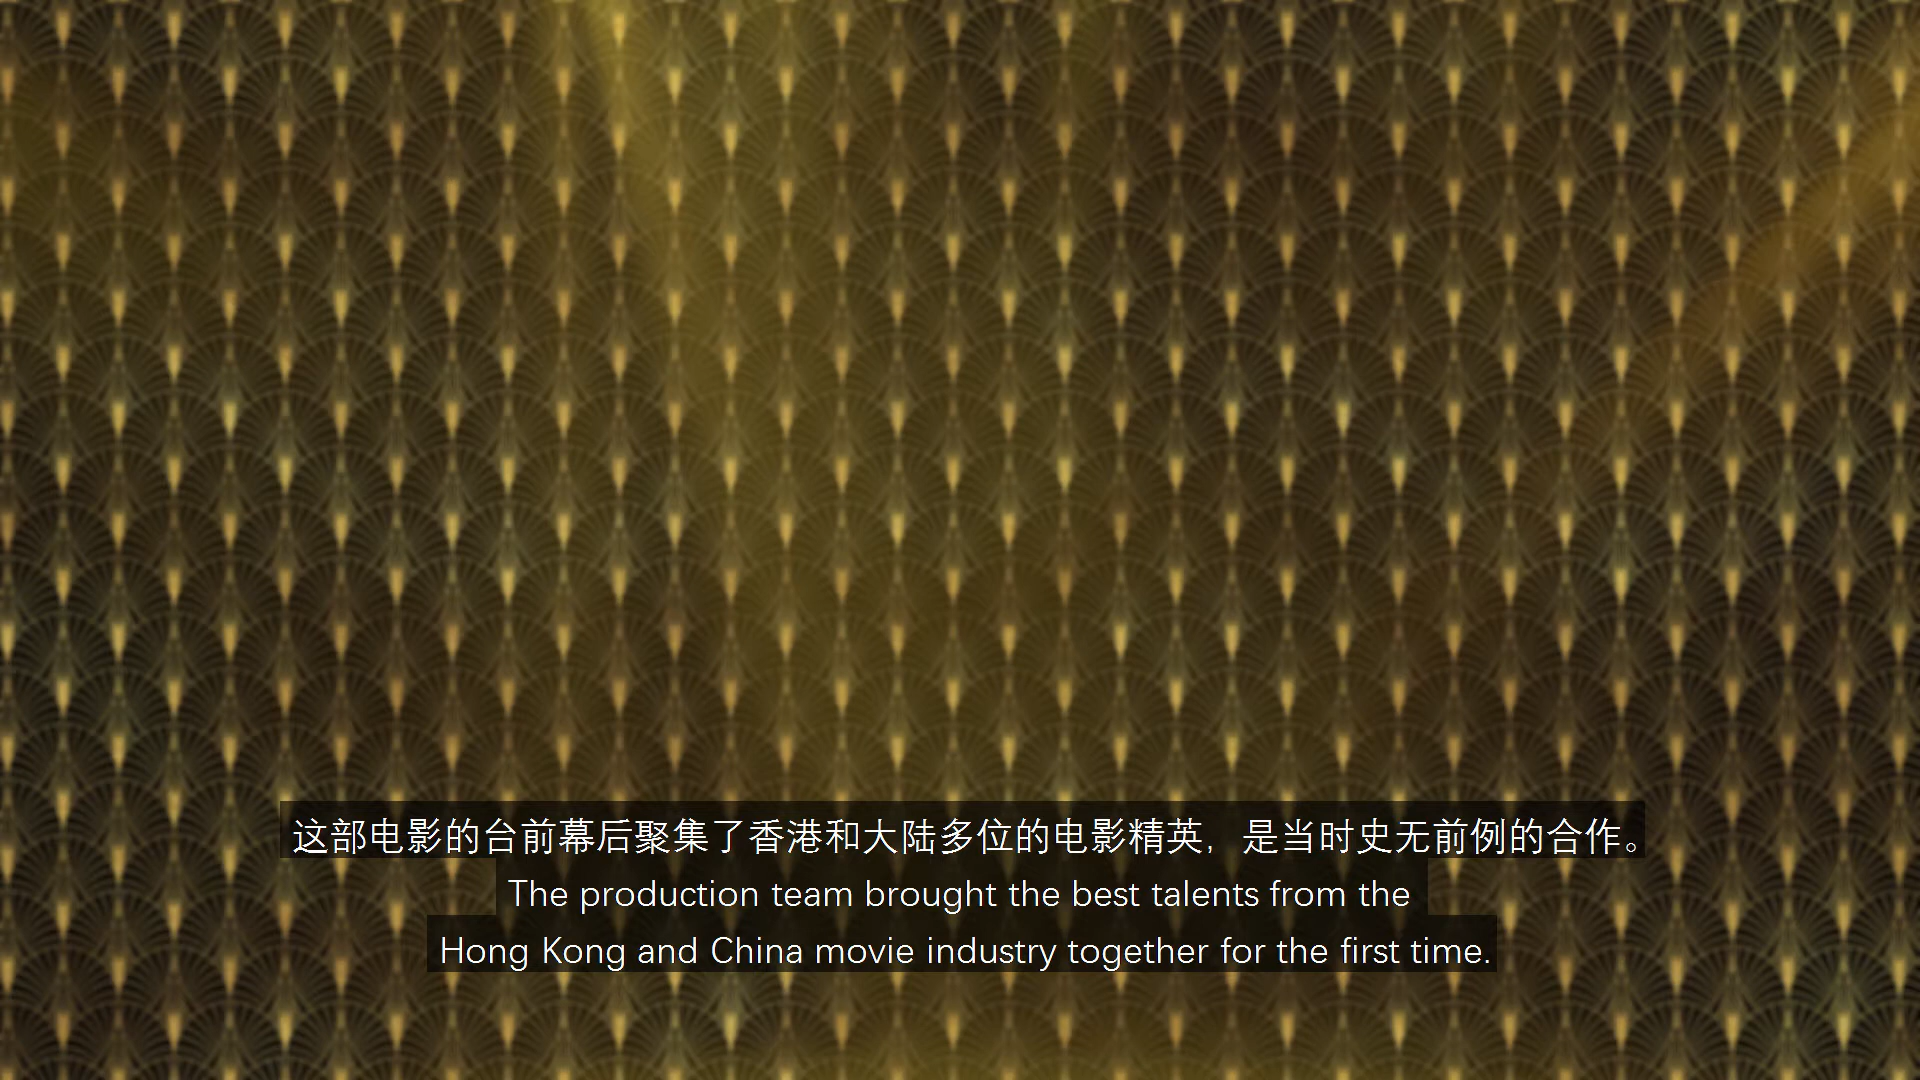 这部电影的台前幕后聚集了香港和大陆多位的电影精英，是当时史无前例的合作。
The production team brought the best talents from the
Hong Kong and China movie industry together for the first time.